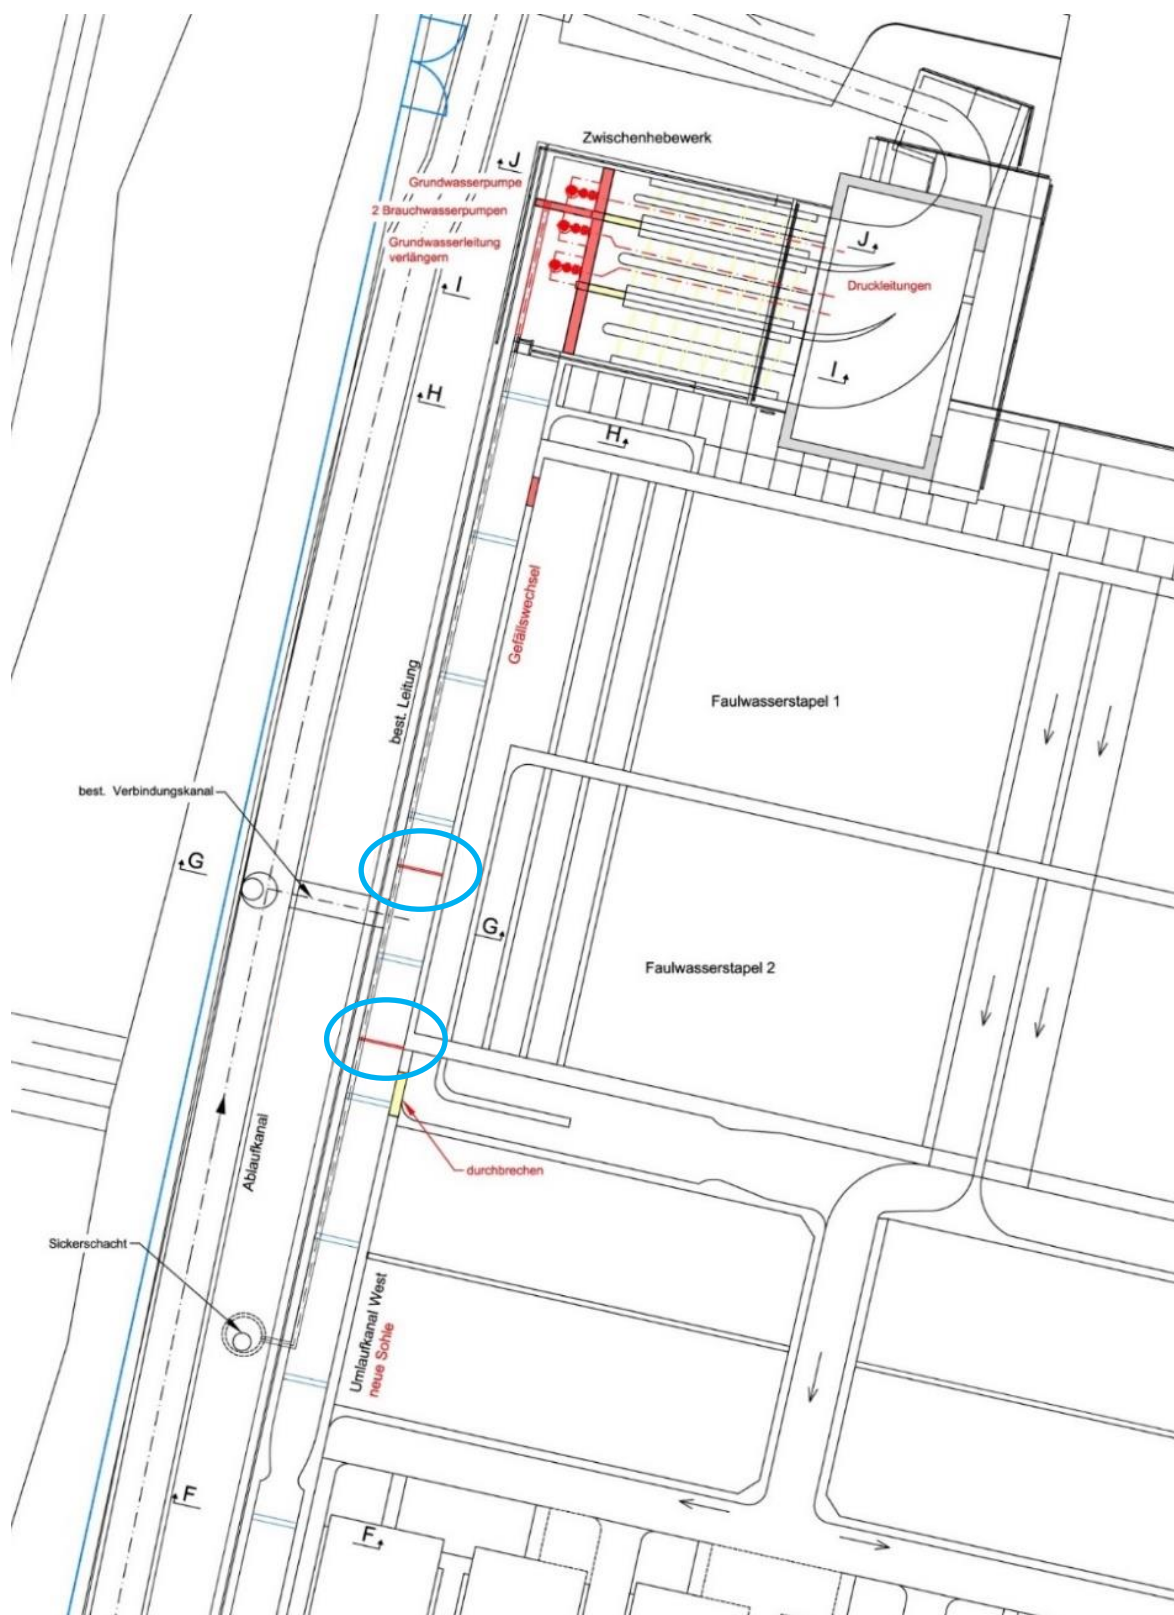 Zwischenhebewerk
J
Grundwasserpumpe
2 Brauchwasserpumpen
Grundwasserleitung
verlängern
J
I
Druckleitungen
I
H
H
Gefällswechsel
best. Leitung
Faulwasserstapel 1
best. Verbindungskanal
G
G
Faulwasserstapel 2
Ablaufkanal
durchbrechen
Sickerschacht
Umlaufkanal West
neue Sohle
F
F